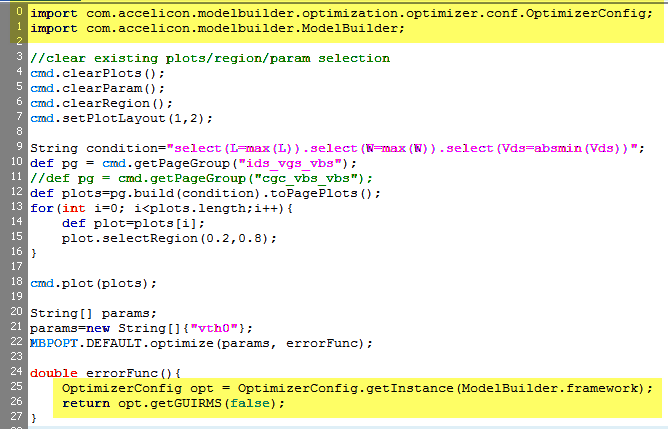 0 import com.accelicon.modelbuilder.optimization.optimizer.conf.OptimizerConfig;
1 import com.accelicon.modelbuilder.ModelBuilder;
2
3 //clear existing plots/region/param selection
4 cmd.clearPlots();
5 cmd.clearParam();
6 cmd.clearRegion();
7 cmd.setPlotLayout(1,2);
8
9 String condition="select(L=max(L)).select(W=max(W)).select(Vds=absmin(Vds))";
10 def pg = cmd.getPageGroup("ids_vgs_vbs");
11 //def pg = cmd.getPageGroup("cgc_vbs_vbs");
12 def plots=pg.build(condition).toPagePlots();
13 for(int i=0; i<plots.length;i++){
14     def plot=plots[i];
15     plot.selectRegion(0.2,0.8);
16 }
17
18 cmd.plot(plots);
19
20 String[] params;
21 params=new String[]{"vth0"};
22 MBPOPT.DEFAULT.optimize(params, errorFunc);
23
24 double errorFunc(){
25     OptimizerConfig opt = OptimizerConfig.getInstance(ModelBuilder.framework);
26     return opt.getGUIRMS(false);
27 }